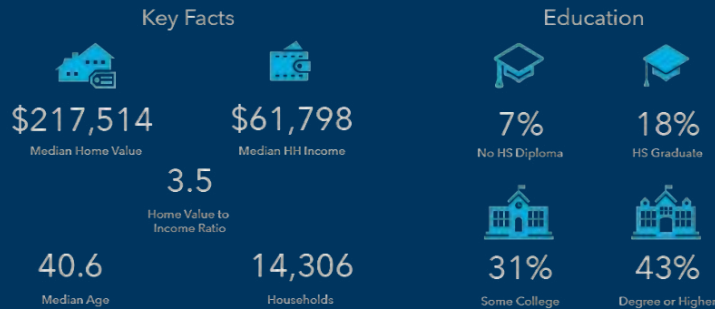 Key Facts
$217,514
Median Home Value
$61,798
Median HH Income
3.5
Home Value to
Income Ratio
40.6
Median Age
14,306
Households
Education
7%
No HS Diploma
18%
HS Graduate
31%
Some College
43%
Degree or Higher